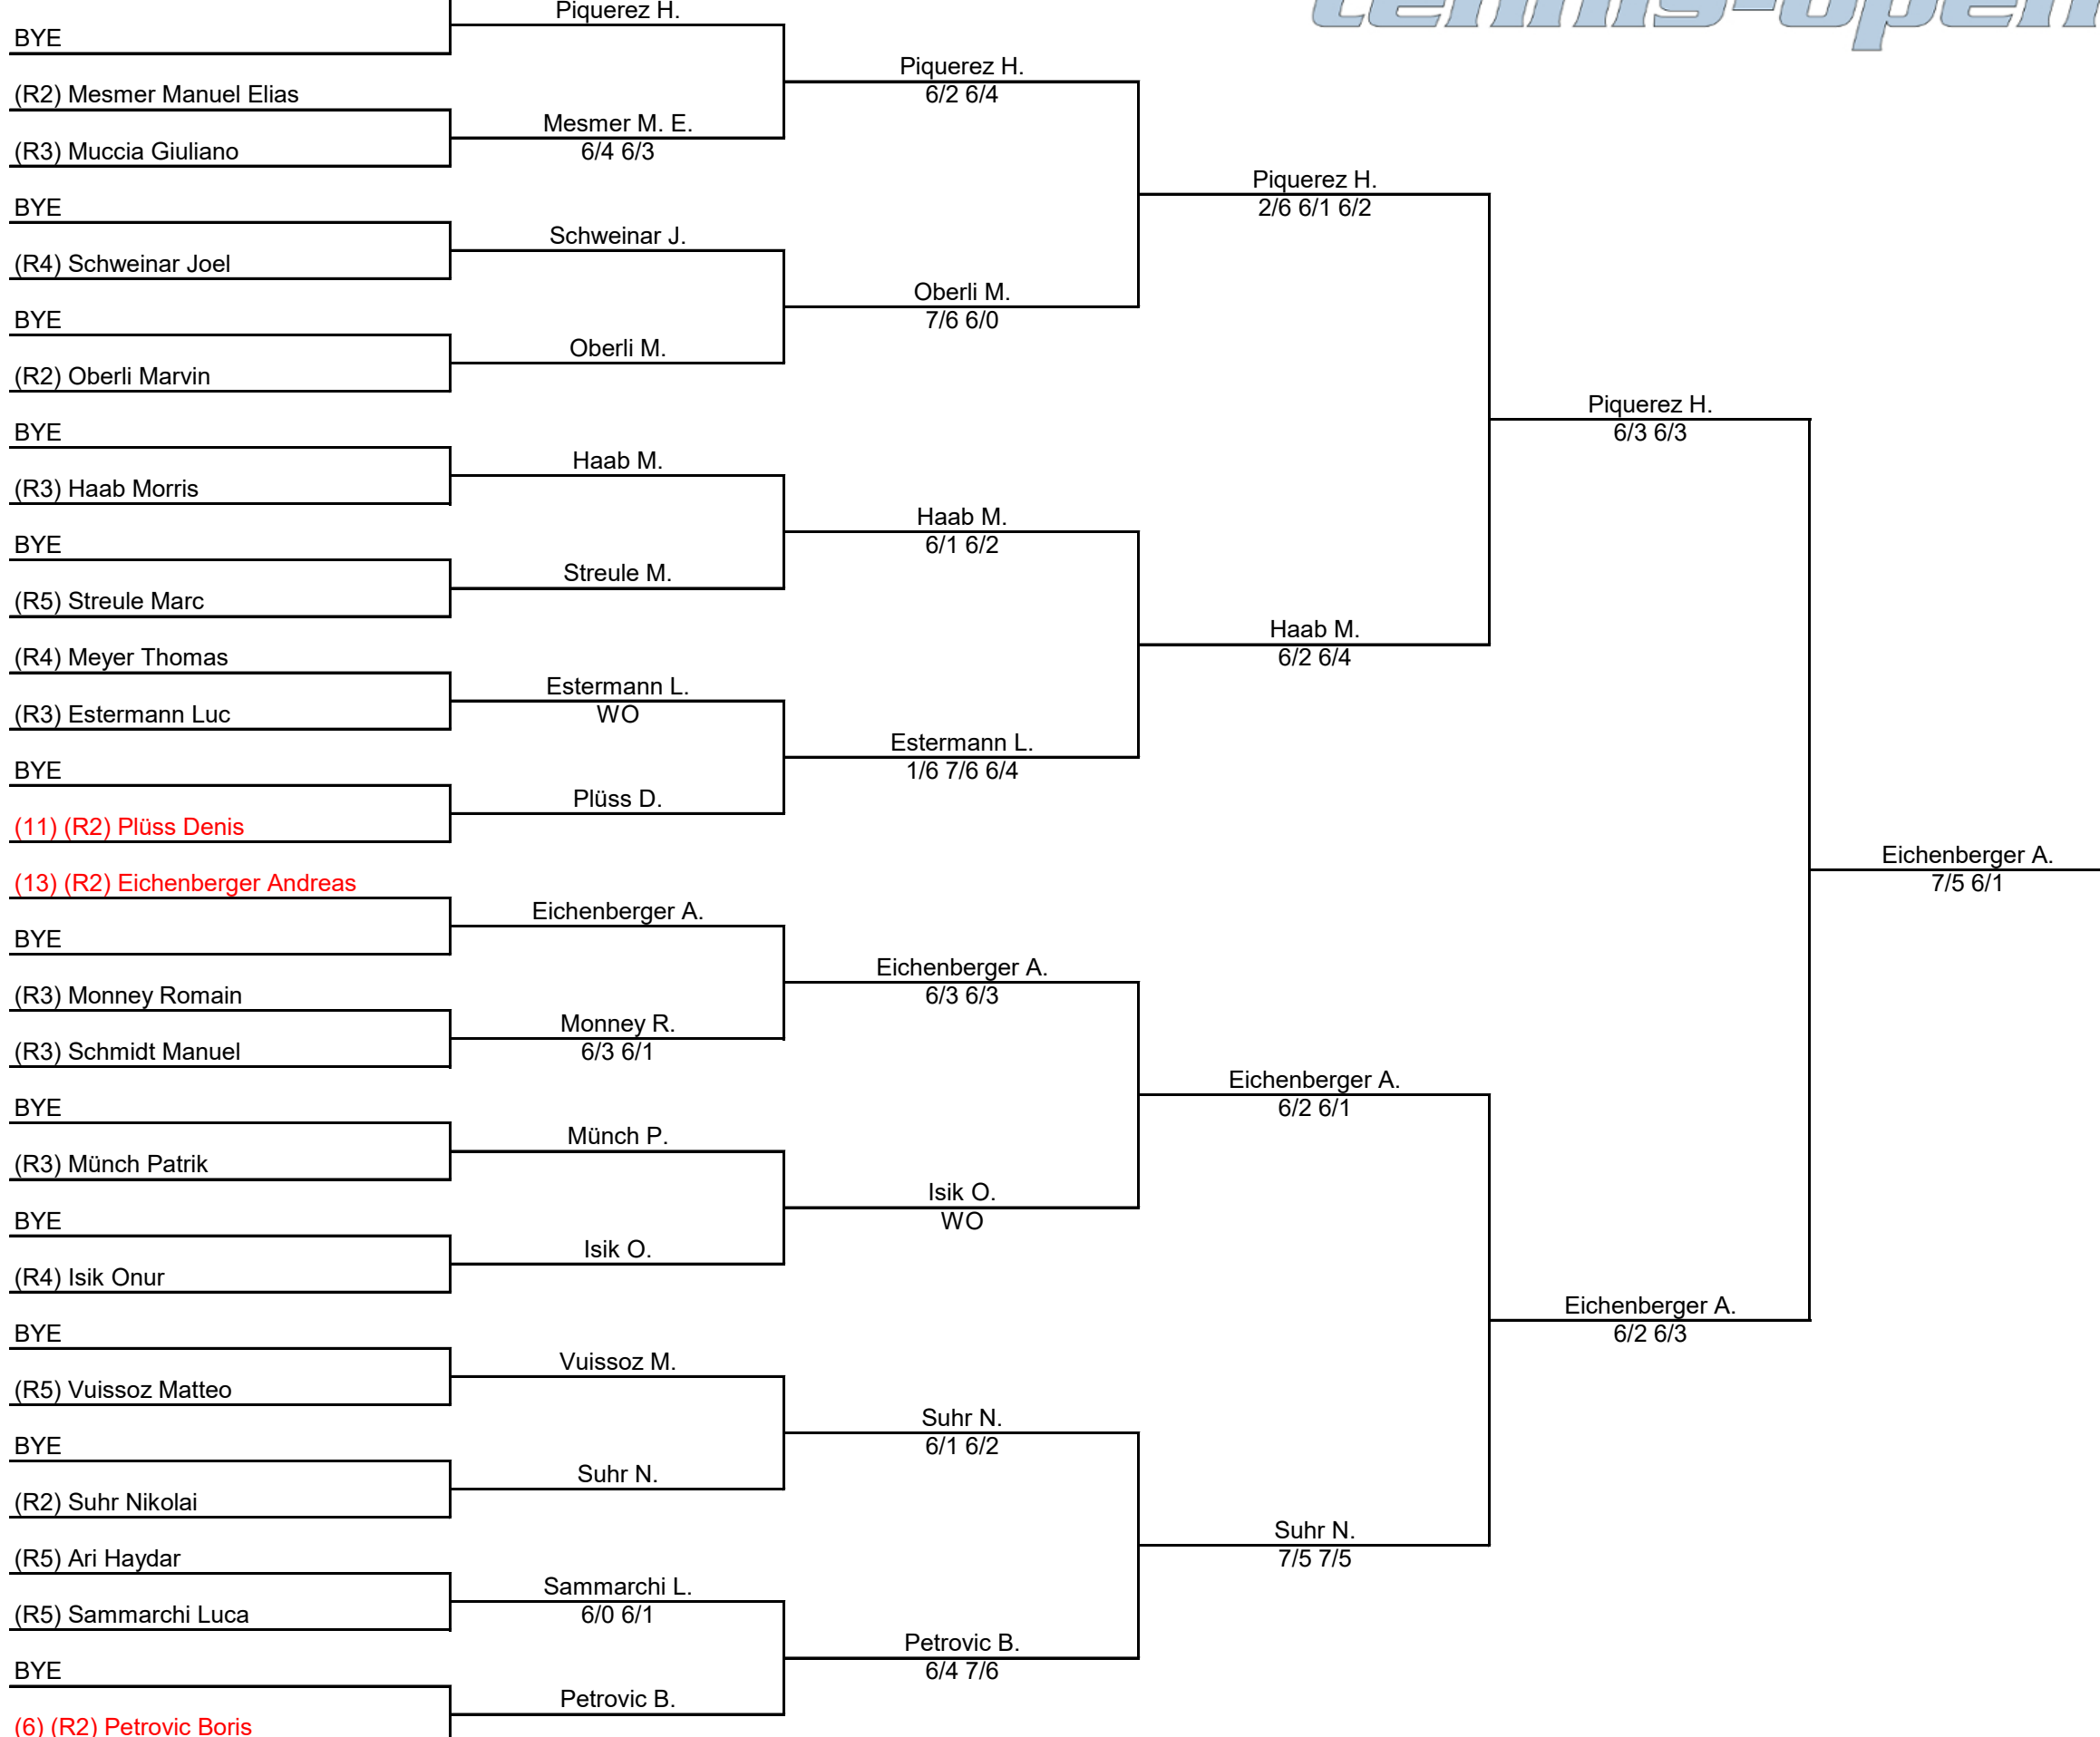 tennis-open
Piquerez H.
BYE
(R2) Mesmer Manuel Elias
(R3) Muccia Giuliano
BYE
(R4) Schweinar Joel
BYE
(R2) Oberli Marvin
BYE
(R3) Haab Morris
BYE
(R5) Streule Marc
(R4) Meyer Thomas
(R3) Estermann Luc
BYE
(11) (R2) Plüss Denis
(13) (R2) Eichenberger Andreas
BYE
(R3) Monney Romain
(R3) Schmidt Manuel
BYE
(R3) Münch Patrik
BYE
(R4) Isik Onur
BYE
(R5) Vuissoz Matteo
BYE
(R2) Suhr Nikolai
(R5) Ari Haydar
(R5) Sammarchi Luca
BYE
(6) (R2) Petrovic Boris
Mesmer M. E.
6/4 6/3
Schweinar J.
Oberli M.
Haab M.
Streule M.
Estermann L.
WO
Plüss D.
Eichenberger A.
Monney R.
6/3 6/1
Münch P.
Isik O.
Vuissoz M.
Suhr N.
Sammarchi L.
6/0 6/1
Petrovic B.
Piquerez H.
6/2 6/4
Oberli M.
7/6 6/0
Haab M.
6/1 6/2
Estermann L.
1/6 7/6 6/4
Eichenberger A.
6/3 6/3
Isik O.
WO
Suhr N.
6/1 6/2
Petrovic B.
6/4 7/6
Piquerez H.
2/6 6/1 6/2
Haab M.
6/2 6/4
Eichenberger A.
6/2 6/1
Suhr N.
7/5 7/5
Piquerez H.
6/3 6/3
Eichenberger A.
6/2 6/3
Eichenberger A.
7/5 6/1